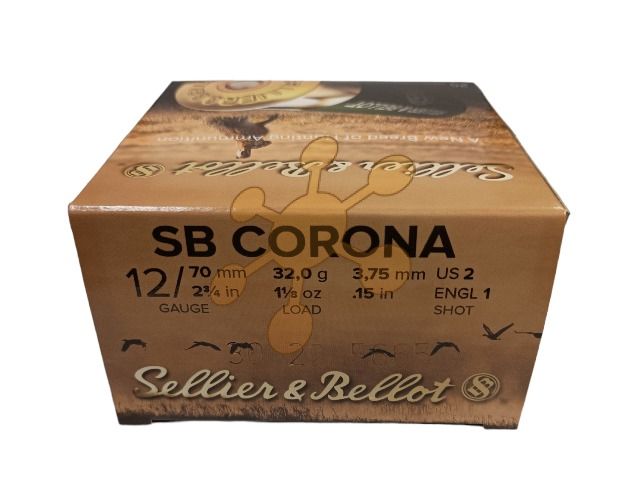 A New Breed of Hunting Ammunition
Sellier & Bellot
SB CORONA
12/ 70 mm 32,0 g 3,75 mm US 2
2¾ in 1⅛ oz .15 in ENGL 1
GAUGE LOAD SHOT
Sellier & Bellot